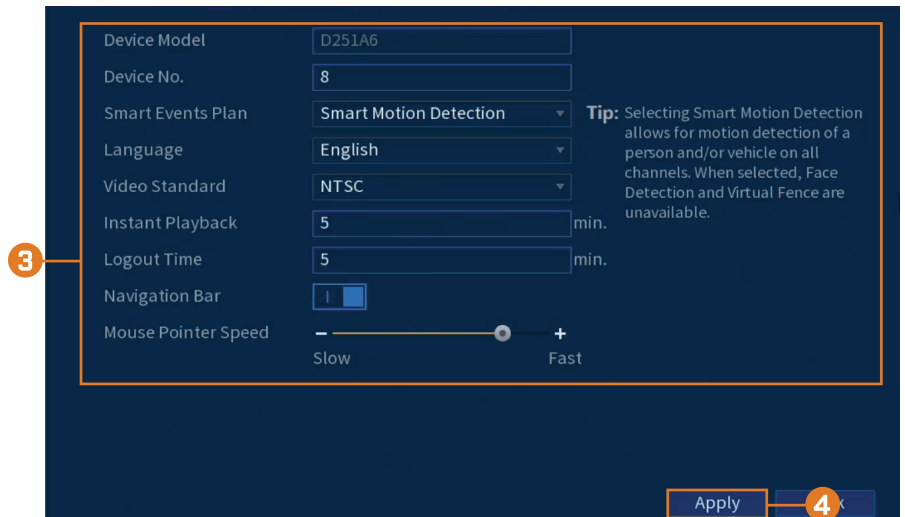 Device Model D251A6
Device No. 8
Smart Events Plan Smart Motion Detection Tip: Selecting Smart Motion Detection
allows for motion detection of a
Language English person and/or vehicle on all
channels. When selected, Face
Video Standard NTSC Detection and Virtual Fence are
unavailable.
Instant Playback 5 min.
3 Logout Time 5 min.
Navigation Bar
Mouse Pointer Speed - +
Slow Fast
Apply 4